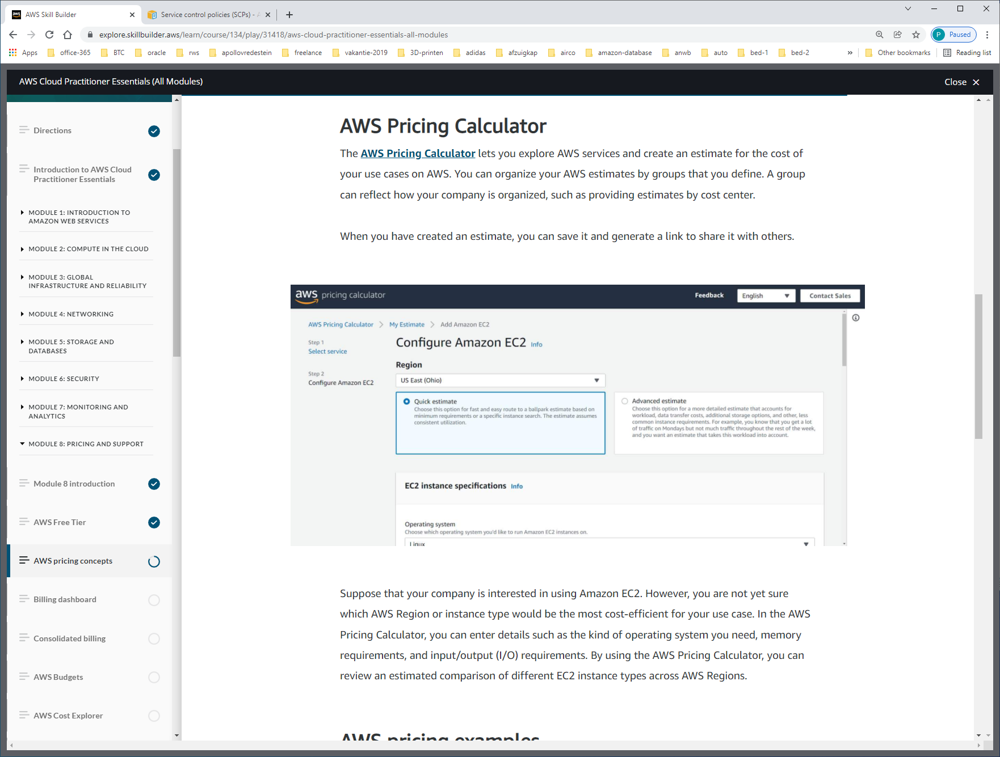 AWS Skill Builder
Service control policies (SCPs) -
explore.skillbuilder.aws/learn/course/134/play/31418/aws-cloud-practitioner-essentials-all-modules
P Paused
Apps office-365 BTC oracle rws apollovredestein freelance vakantie-2019 3D-printen adidas afzuigkap airco amazon-database anwb auto bed-1 bed-2 » Other bookmarks Reading list
AWS Cloud Practitioner Essentials (All Modules)
Close
Directions
Introduction to AWS Cloud
Practitioner Essentials
MODULE 1: INTRODUCTION TO
AMAZON WEB SERVICES
MODULE 2: COMPUTE IN THE CLOUD
MODULE 3: GLOBAL
INFRASTRUCTURE AND RELIABILITY
MODULE 4: NETWORKING
MODULE 5: STORAGE AND
DATABASES
MODULE 6: SECURITY
MODULE 7: MONITORING AND
ANALYTICS
MODULE 8: PRICING AND SUPPORT
Module 8 introduction
AWS Free Tier
AWS pricing concepts
Billing dashboard
Consolidated billing
AWS Budgets
AWS Cost Explorer
AWS Pricing Calculator
The AWS Pricing Calculator lets you explore AWS services and create an estimate for the cost of
your use cases on AWS. You can organize your AWS estimates by groups that you define. A group
can reflect how your company is organized, such as providing estimates by cost center.
When you have created an estimate, you can save it and generate a link to share it with others.
aws pricing calculator
Feedback English Contact Sales
AWS Pricing Calculator My Estimate Add Amazon EC2
Step 1
Select service
Step 2
Configure Amazon EC2
Configure Amazon EC2 Info
Region
US East (Ohio)
Quick estimate
Choose this option for fast and easy route to a ballpark estimate based on
minimum requirements or a specific instance search. The estimate assumes
consistent utilization.
Advanced estimate
Choose this option for a more detailed estimate that accounts for
workload, data transfer costs, additional storage options, and other, less
common instance requirements. For example, you know that you get a lot
of traffic on Mondays but not much traffic throughout the rest of the week,
and you want an estimate that takes this workload into account.
EC2 instance specifications Info
Operating system
Choose which operating system you'd like to run Amazon EC2 instances on.
Linux
Suppose that your company is interested in using Amazon EC2. However, you are not yet sure
which AWS Region or instance type would be the most cost-efficient for your use case. In the AWS
Pricing Calculator, you can enter details such as the kind of operating system you need, memory
requirements, and input/output (I/O) requirements. By using the AWS Pricing Calculator, you can
review an estimated comparison of different EC2 instance types across AWS Regions.
AWS pricing examples